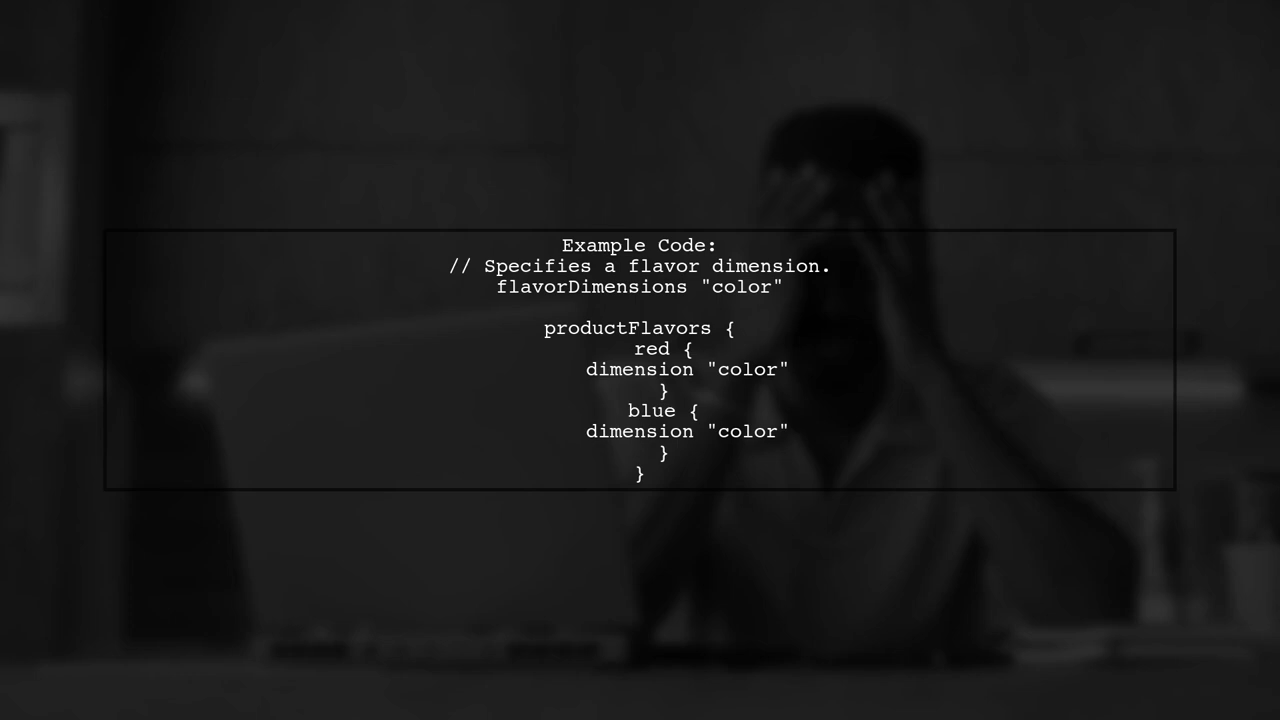 Example Code:
// Specifies a flavor dimension.
flavorDimensions "color"
productFlavors {
red {
dimension "color"
}
blue {
dimension "color"
}
}